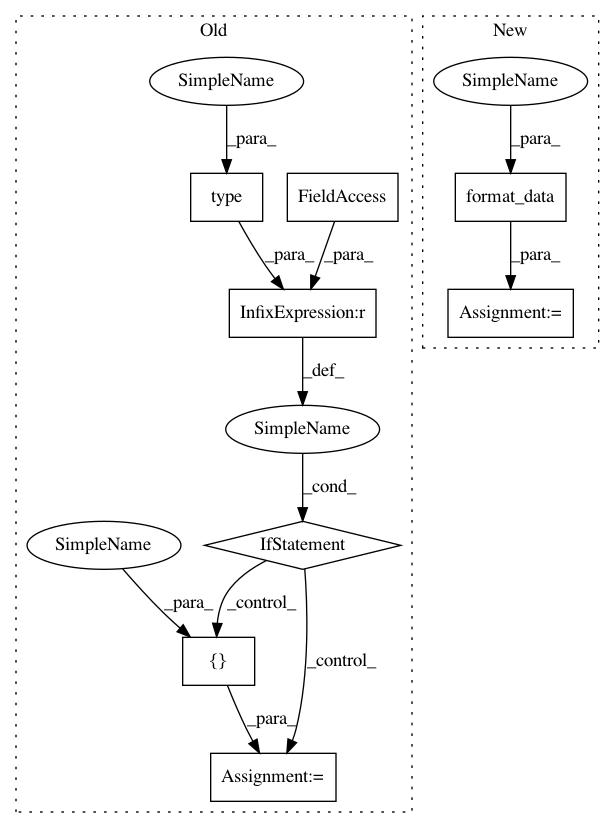 Old
New
SimpleName
SimpleName
_para_
_para_
type
FieldAccess
format_data
_para_
_para_
_para_
InfixExpression:r
Assignment:=
_def_
SimpleName
_cond_
SimpleName
IfStatement
_para_
_control_
_control_
{}
_para_
Assignment:=